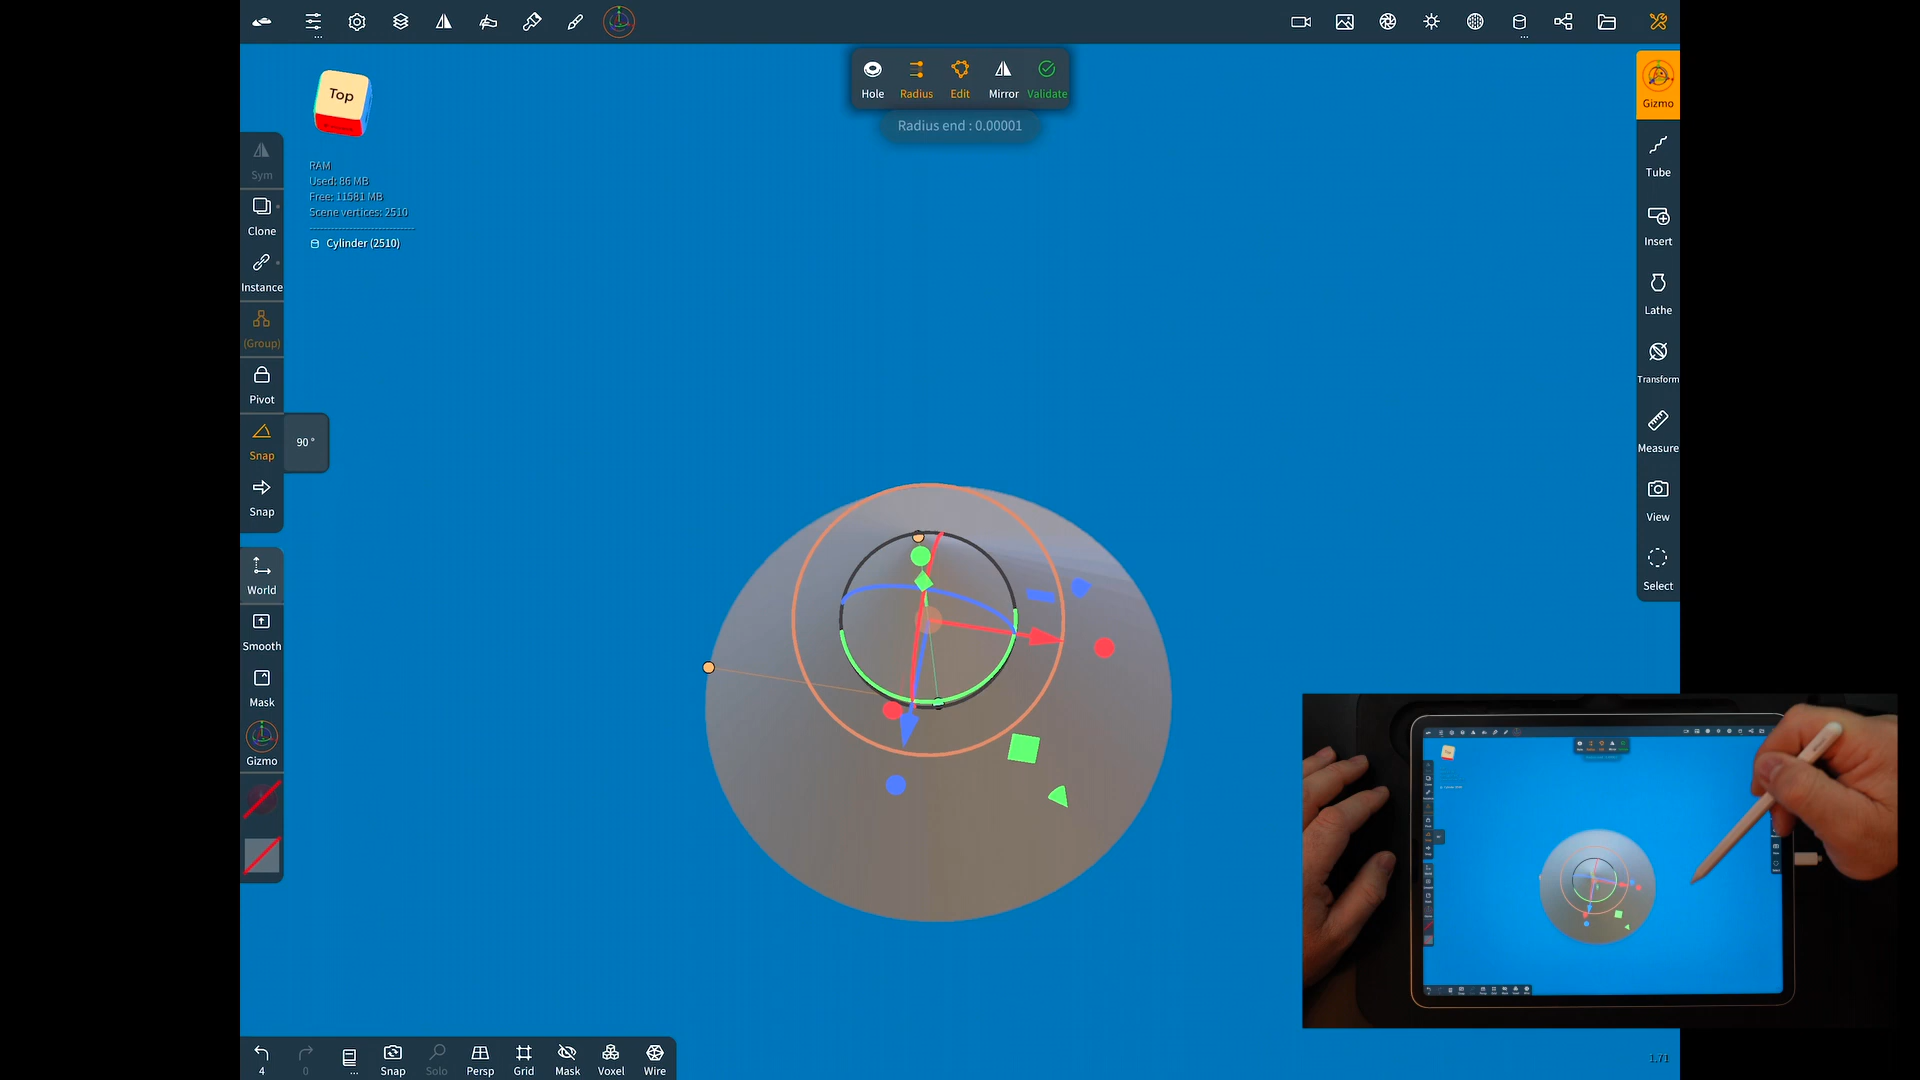 Hole
Radius
Edit
Mirror
Validate
Radius end : 0.00001
Top
RAM
Used: 86 MB
Free: 11581 MB
Scene vertices: 2510
Cylinder (2510)
Sym
Clone
Instance
(Group)
Pivot
Snap
90 °
Snap
World
Smooth
Mask
Gizmo
Gizmo
Tube
Insert
Lathe
Transform
Measure
View
Select
4
0
...
Snap
Solo
Persp
Grid
Mask
Voxel
Wire
1.71